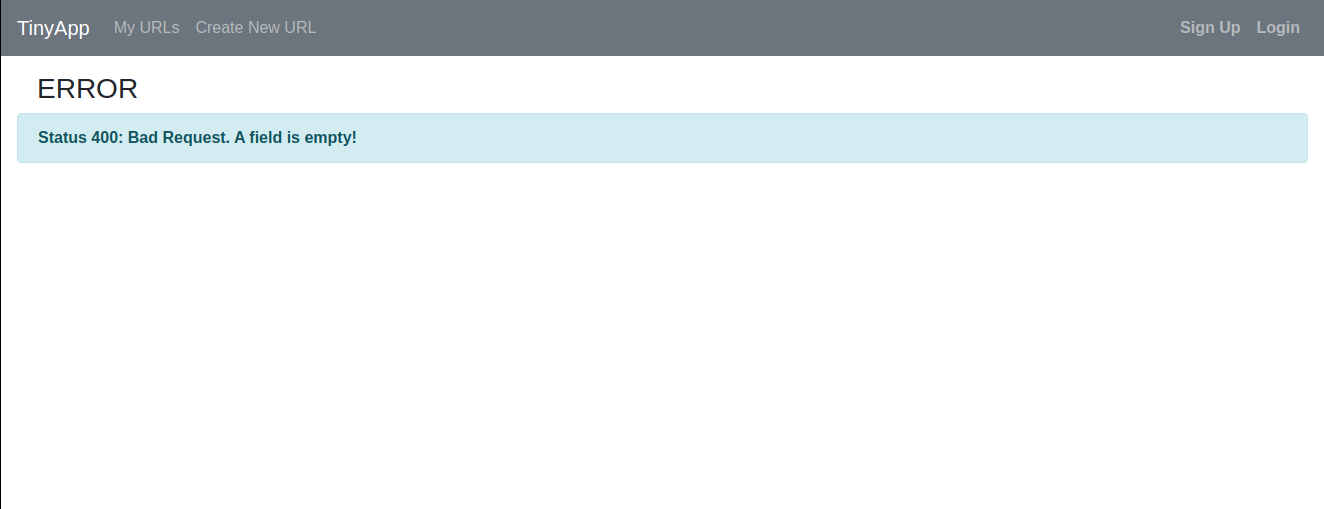 TinyApp My URLs Create New URL Sign Up Login
ERROR
Status 400: Bad Request. A field is empty!